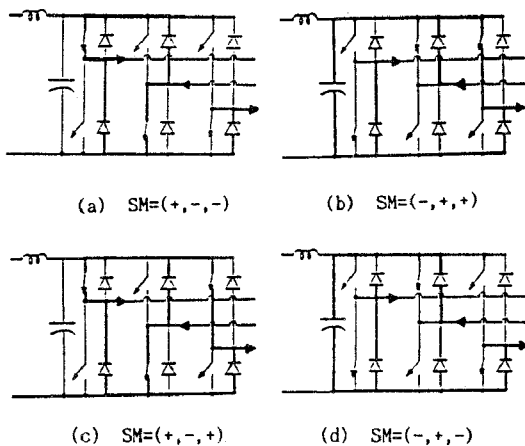 (a) SM=(+,-,-)
(b) SM=(-,+,+)
(c) SM=(+,-,+)
(d) SM=(-,+,-)